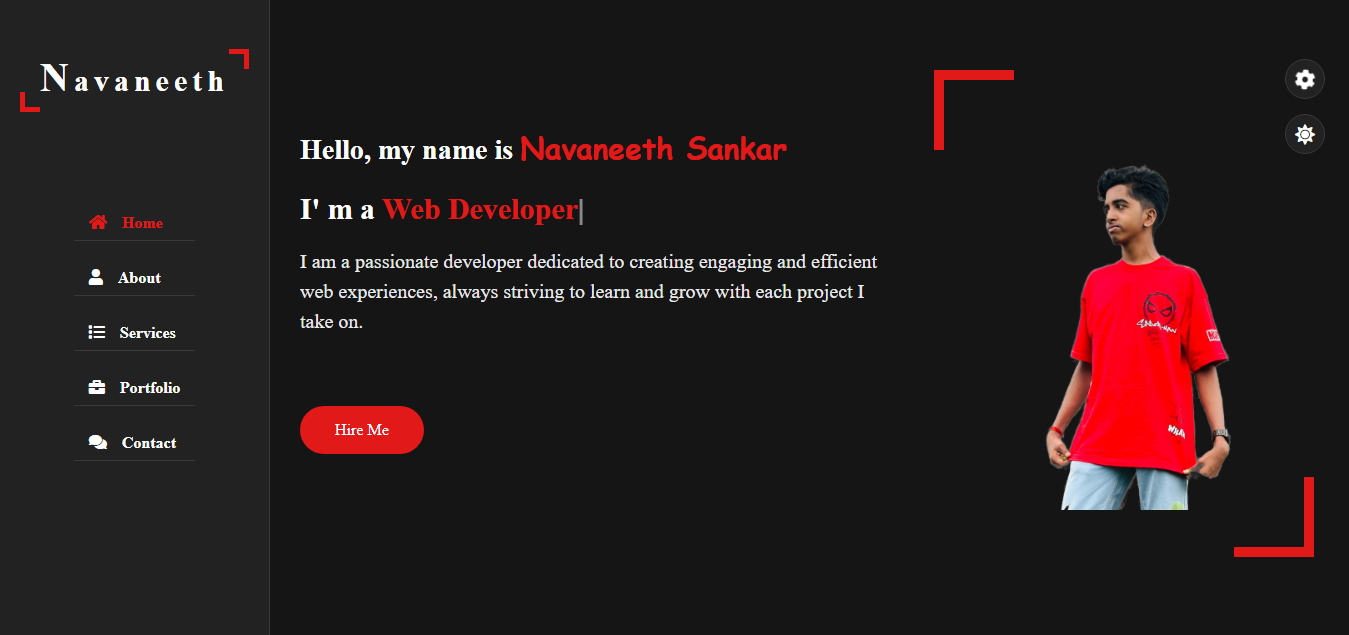 Navaneeth
Home
About
Services
Portfolio
Contact
Hello, my name is Navaneeth Sankar
I' m a Web Developer|
I am a passionate developer dedicated to creating engaging and efficient
web experiences, always striving to learn and grow with each project I
take on.
Hire Me